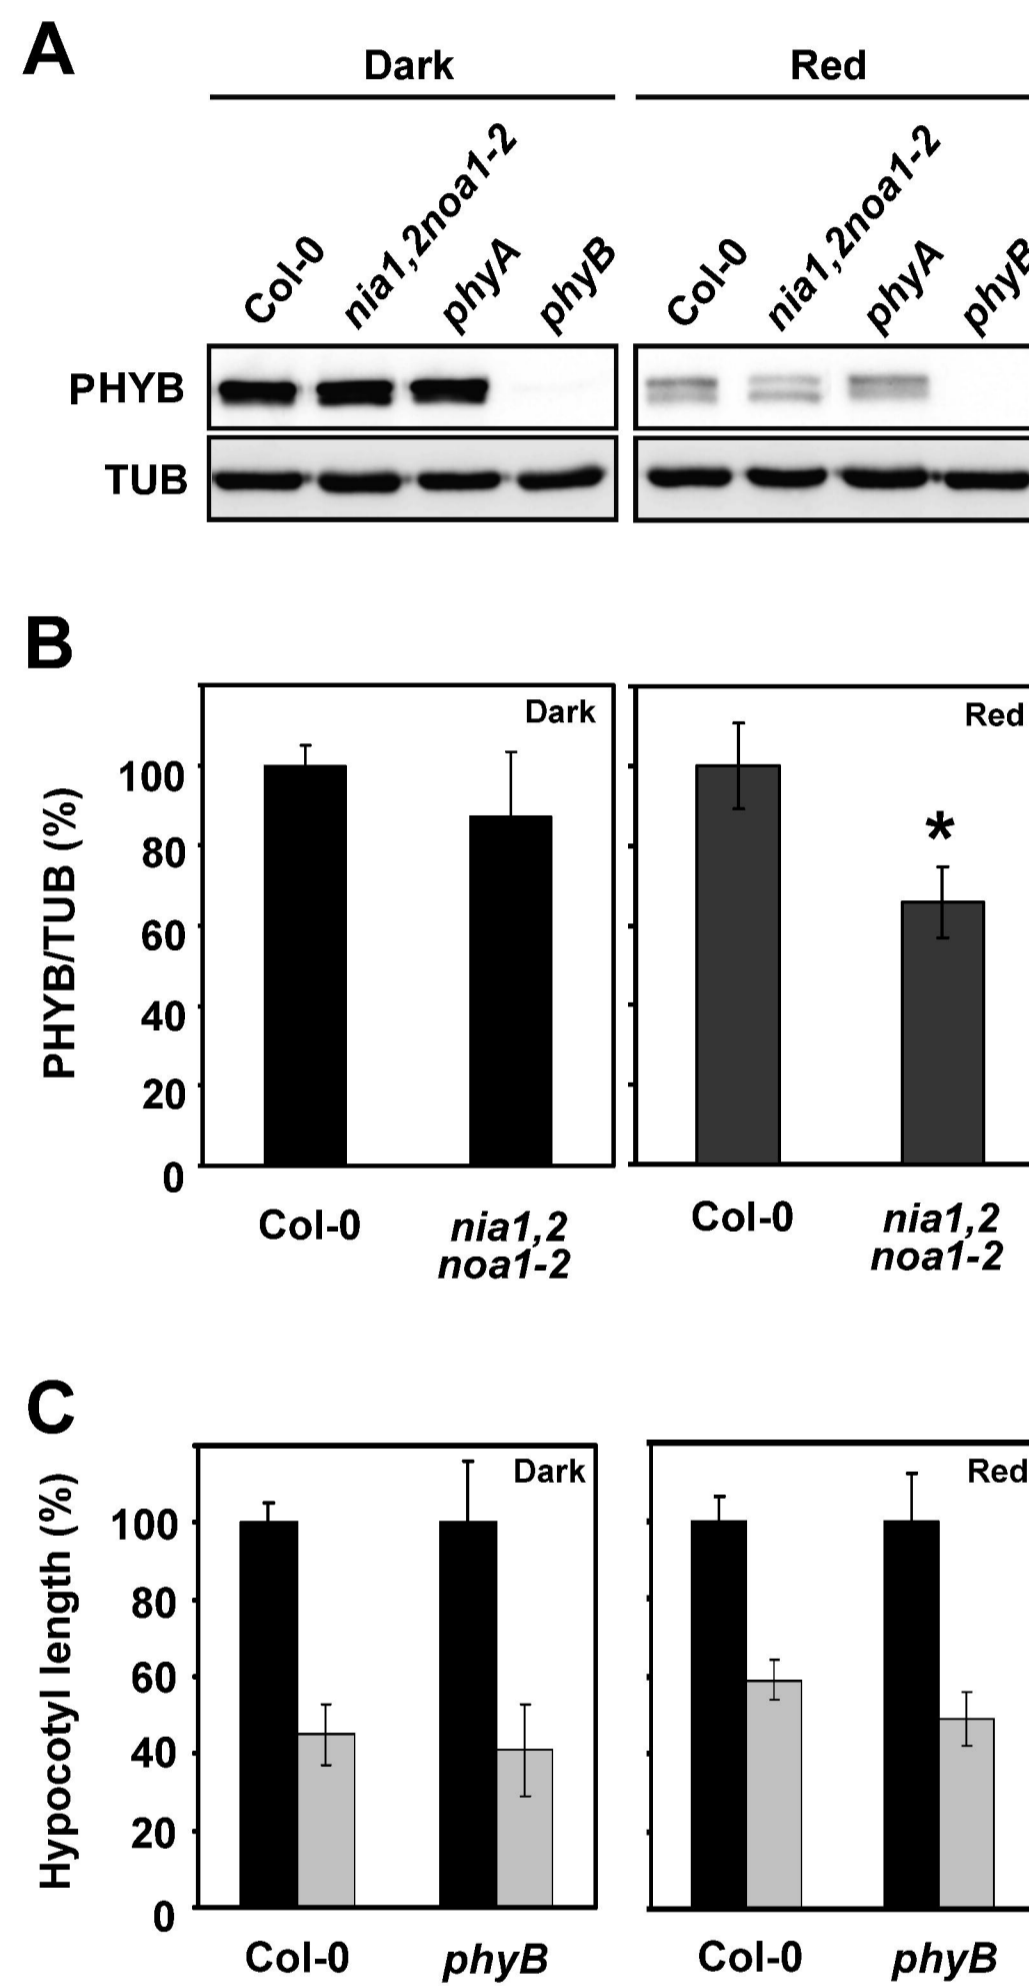 A
Dark
Red
Col-0
nia1,2noa1-2
phyA
phyB
Col-0
nia1,2noa1-2
phyA
phyB
PHYB
TUB
B
PHYB/TUB (%)
100
80
60
40
20
0
Dark
Red
*
Col-0
nia1,2
noa1-2
Col-0
nia1,2
noa1-2
C
Hypocotyl length (%)
100
80
60
40
20
0
Dark
Red
Col-0
phyB
Col-0
phyB